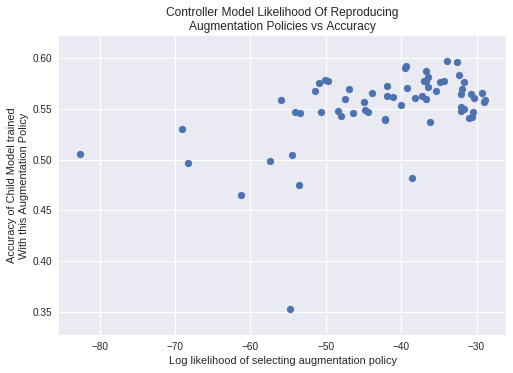 Controller Model Likelihood Of Reproducing
Augmentation Policies vs Accuracy
Accuracy of Child Model trained
With this Augmentation Policy
0.60
0.55
0.50
0.45
0.40
0.35
−80
−70
−60
−50
−40
−30
Log likelihood of selecting augmentation policy